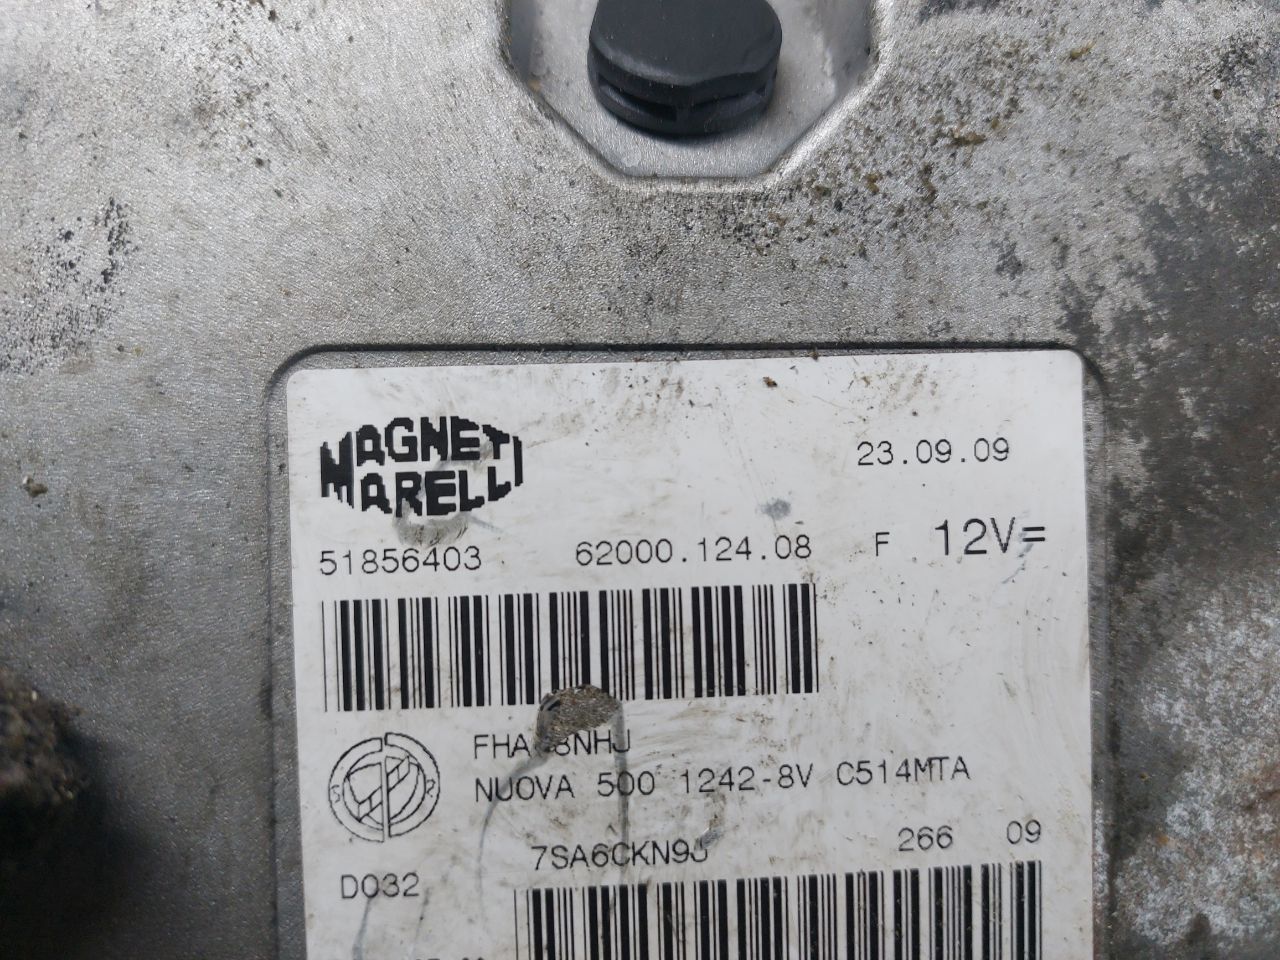 MAGNETI
MARELLI
23.09.09
51856403 62000.124.08 F 12V=
NUOVA 500 1242-8V C514MTA
266 09
D032